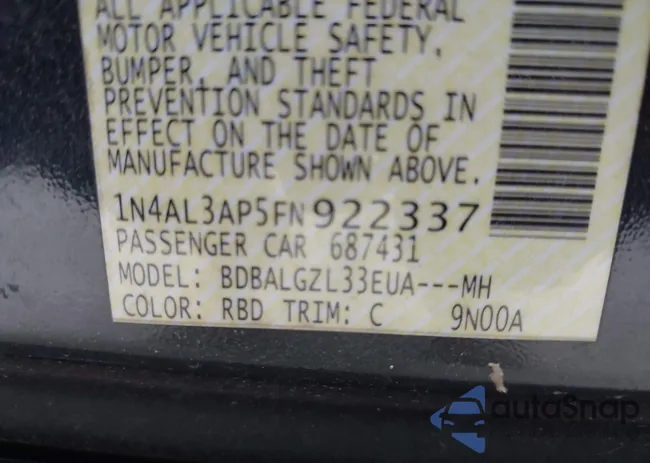 ALL APPLICABLE FEDERAL
MOTOR VEHICLE SAFETY,
BUMPER, AND THEFT
PREVENTION STANDARDS IN
EFFECT ON THE DATE OF
MANUFACTURE SHOWN ABOVE.
1N4AL3AP5FN922337
PASSENGER CAR 687431
MODEL: BDBALGZL33EUA---MH
COLOR: RBD TRIM: C 9N00A
autoSnap